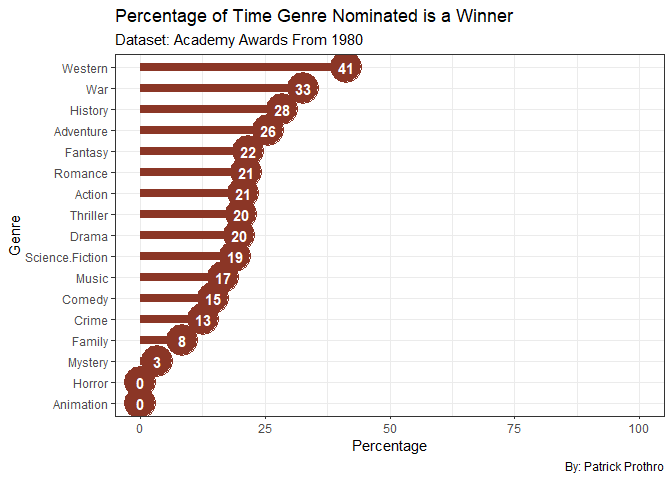 Percentage of Time Genre Nominated is a Winner
Dataset: Academy Awards From 1980
Genre
Western 41
War 33
History 28
Adventure 26
Fantasy 22
Romance 21
Action 21
Thriller 20
Drama 20
Science.Fiction 19
Music 17
Comedy 15
Crime 13
Family 8
Mystery 3
Horror 0
Animation 0
0 25 50 75 100
Percentage
By: Patrick Prothro